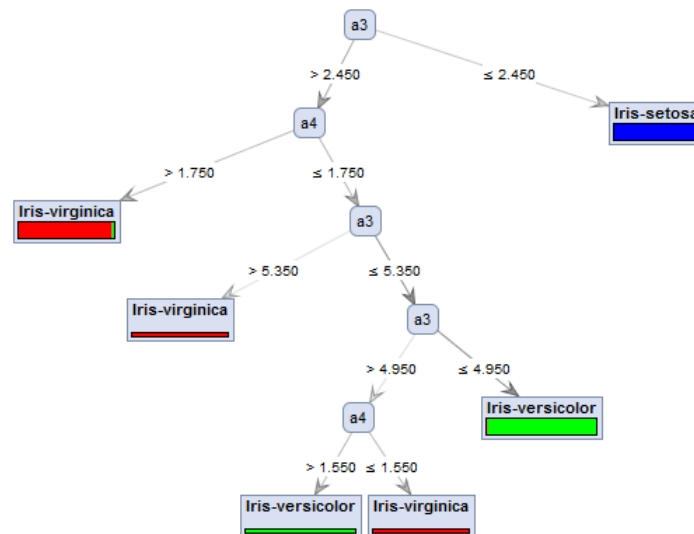 a3
> 2.450
≤ 2.450
Iris-setosa
a4
> 1.750
≤ 1.750
Iris-virginica
a3
> 5.350
≤ 5.350
Iris-virginica
a3
> 4.950
≤ 4.950
Iris-versicolor
a4
> 1.550
≤ 1.550
Iris-versicolor
Iris-virginica